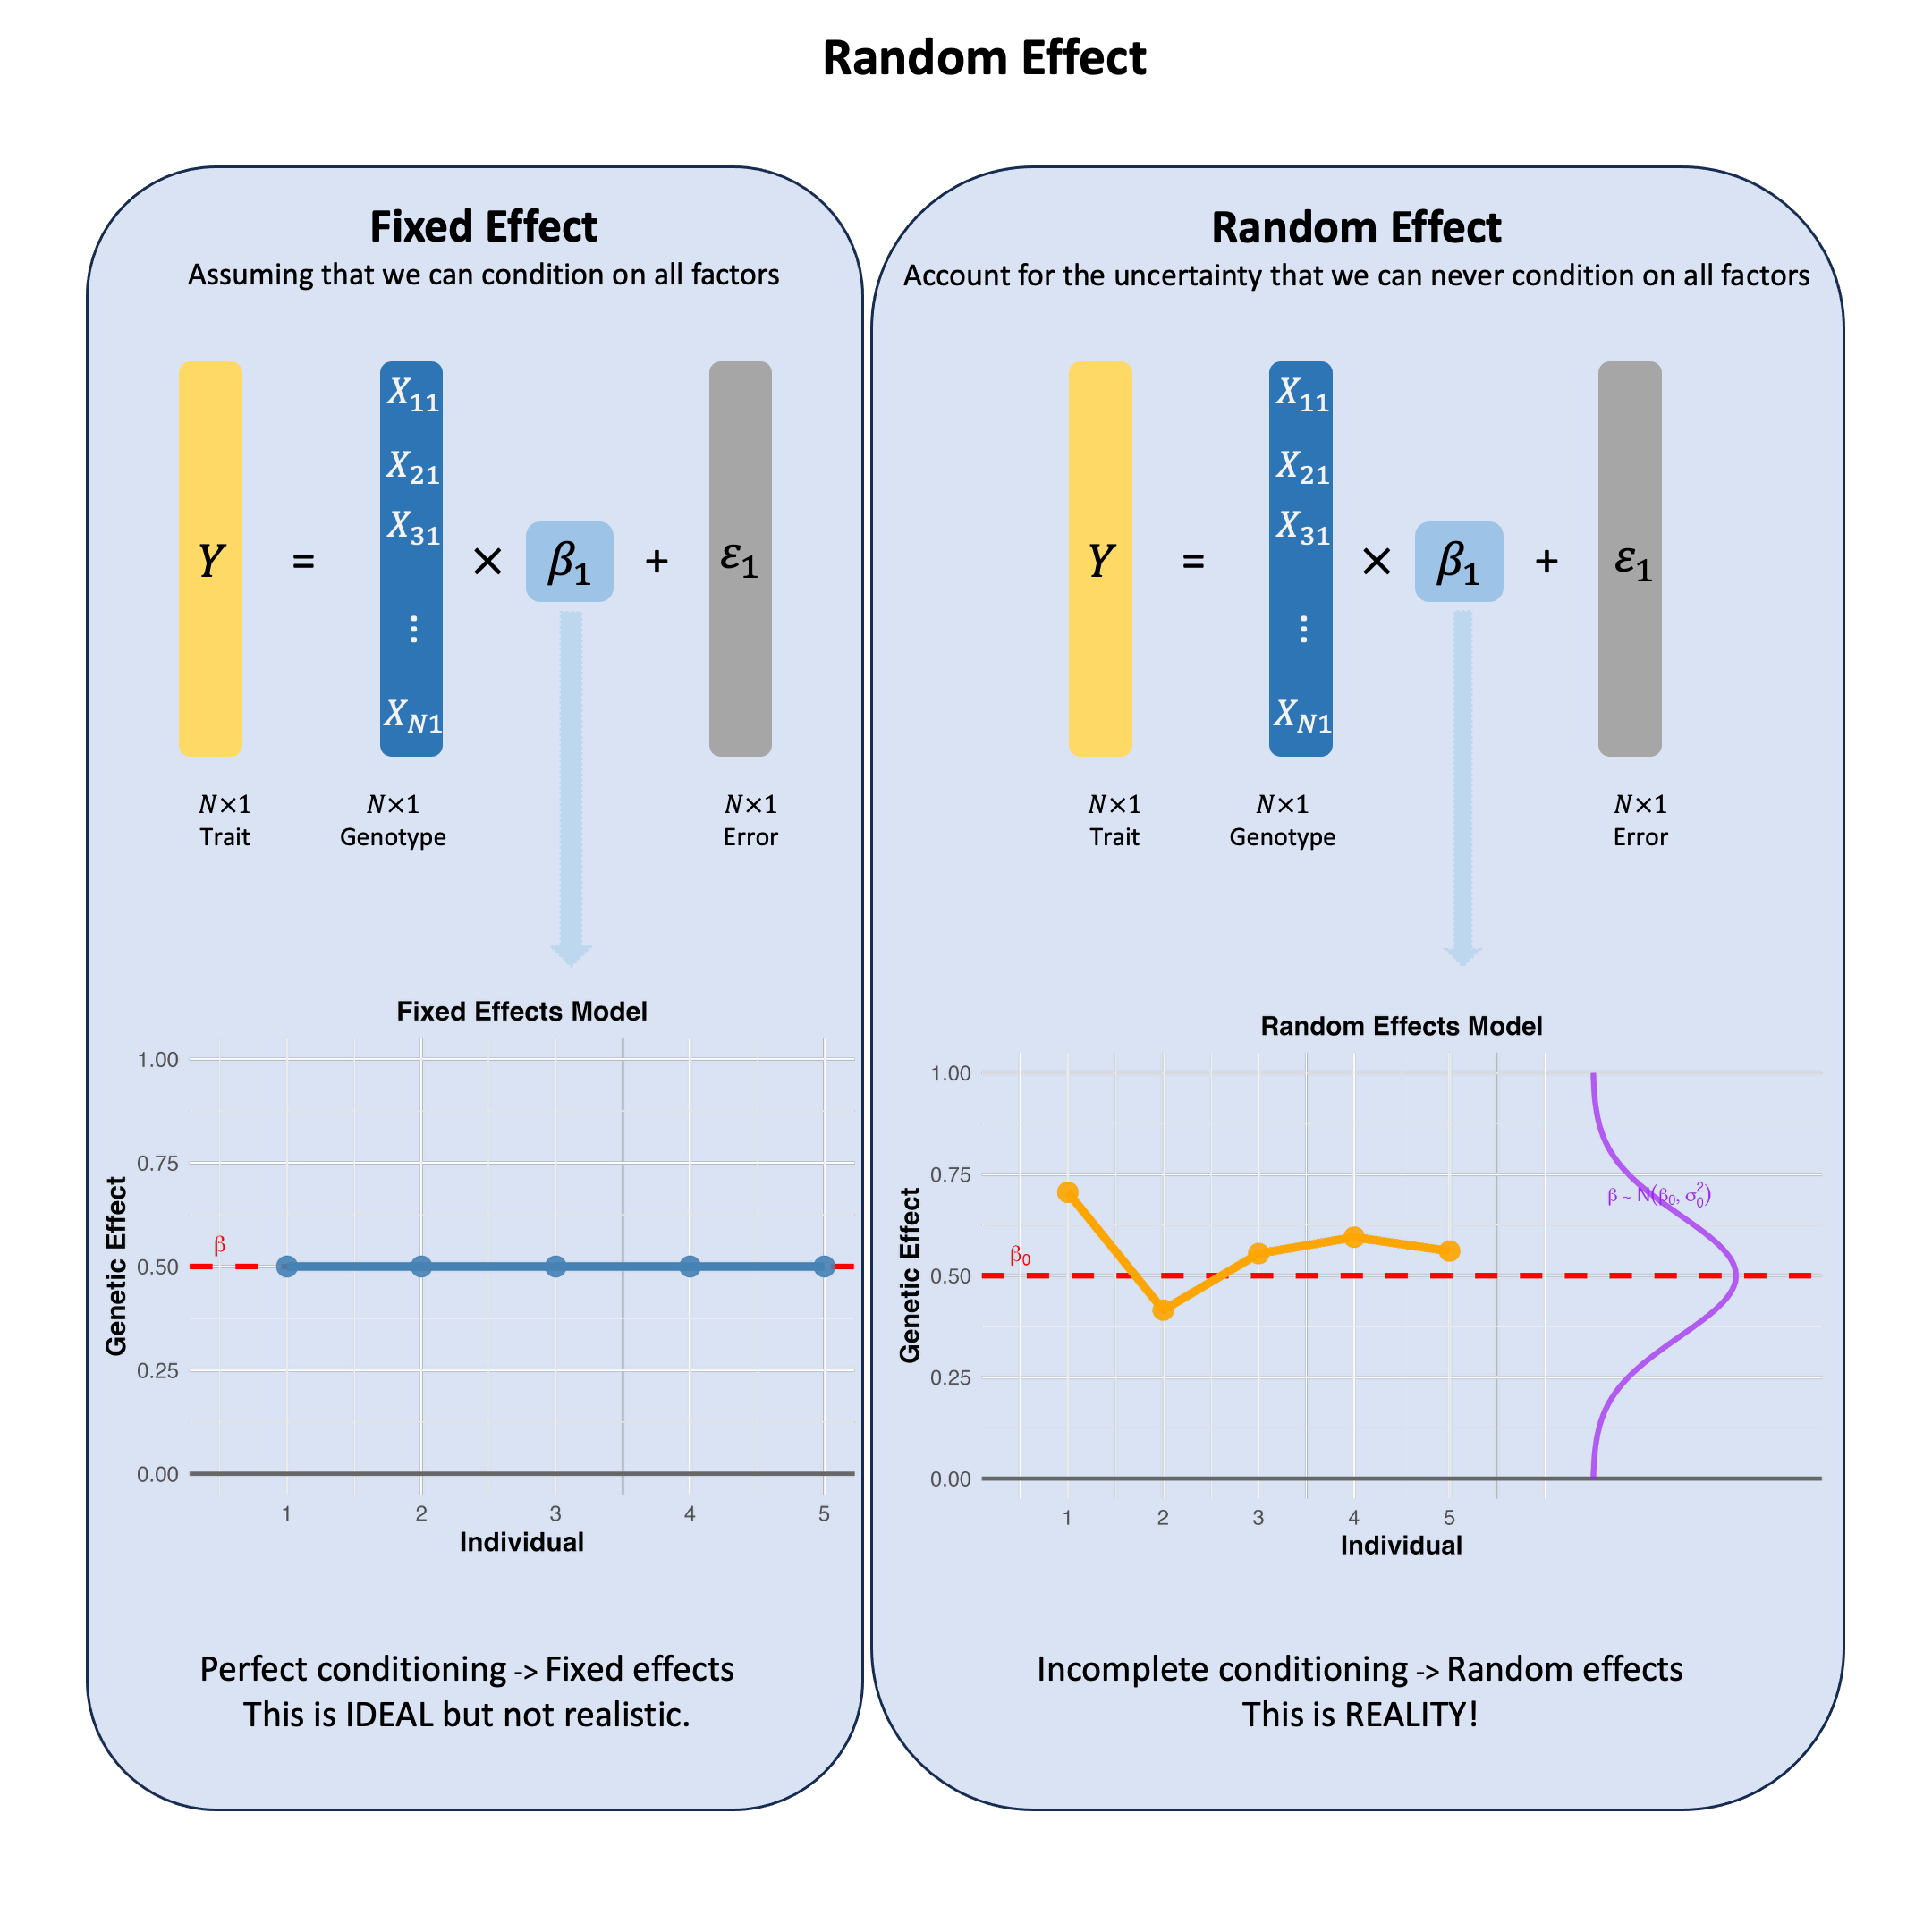 Random Effect
Fixed Effect
Assuming that we can condition on all factors
Y = X₁₁ × β₁ + ε₁
X₂₁
X₃₁
⋮
X_N1
N×1 N×1 N×1
Trait Genotype Error
Fixed Effects Model
Genetic Effect
1.00
0.75
β
0.50
0.25
0.00
1 2 3 4 5
Individual
Perfect conditioning -> Fixed effects
This is IDEAL but not realistic.
Random Effect
Account for the uncertainty that we can never condition on all factors
Y = X₁₁ × β₁ + ε₁
X₂₁
X₃₁
⋮
X_N1
N×1 N×1 N×1
Trait Genotype Error
Random Effects Model
Genetic Effect
1.00
0.75
β ~ N(β₀, σ₀²)
β₀
0.50
0.25
0.00
1 2 3 4 5
Individual
Incomplete conditioning -> Random effects
This is REALITY!